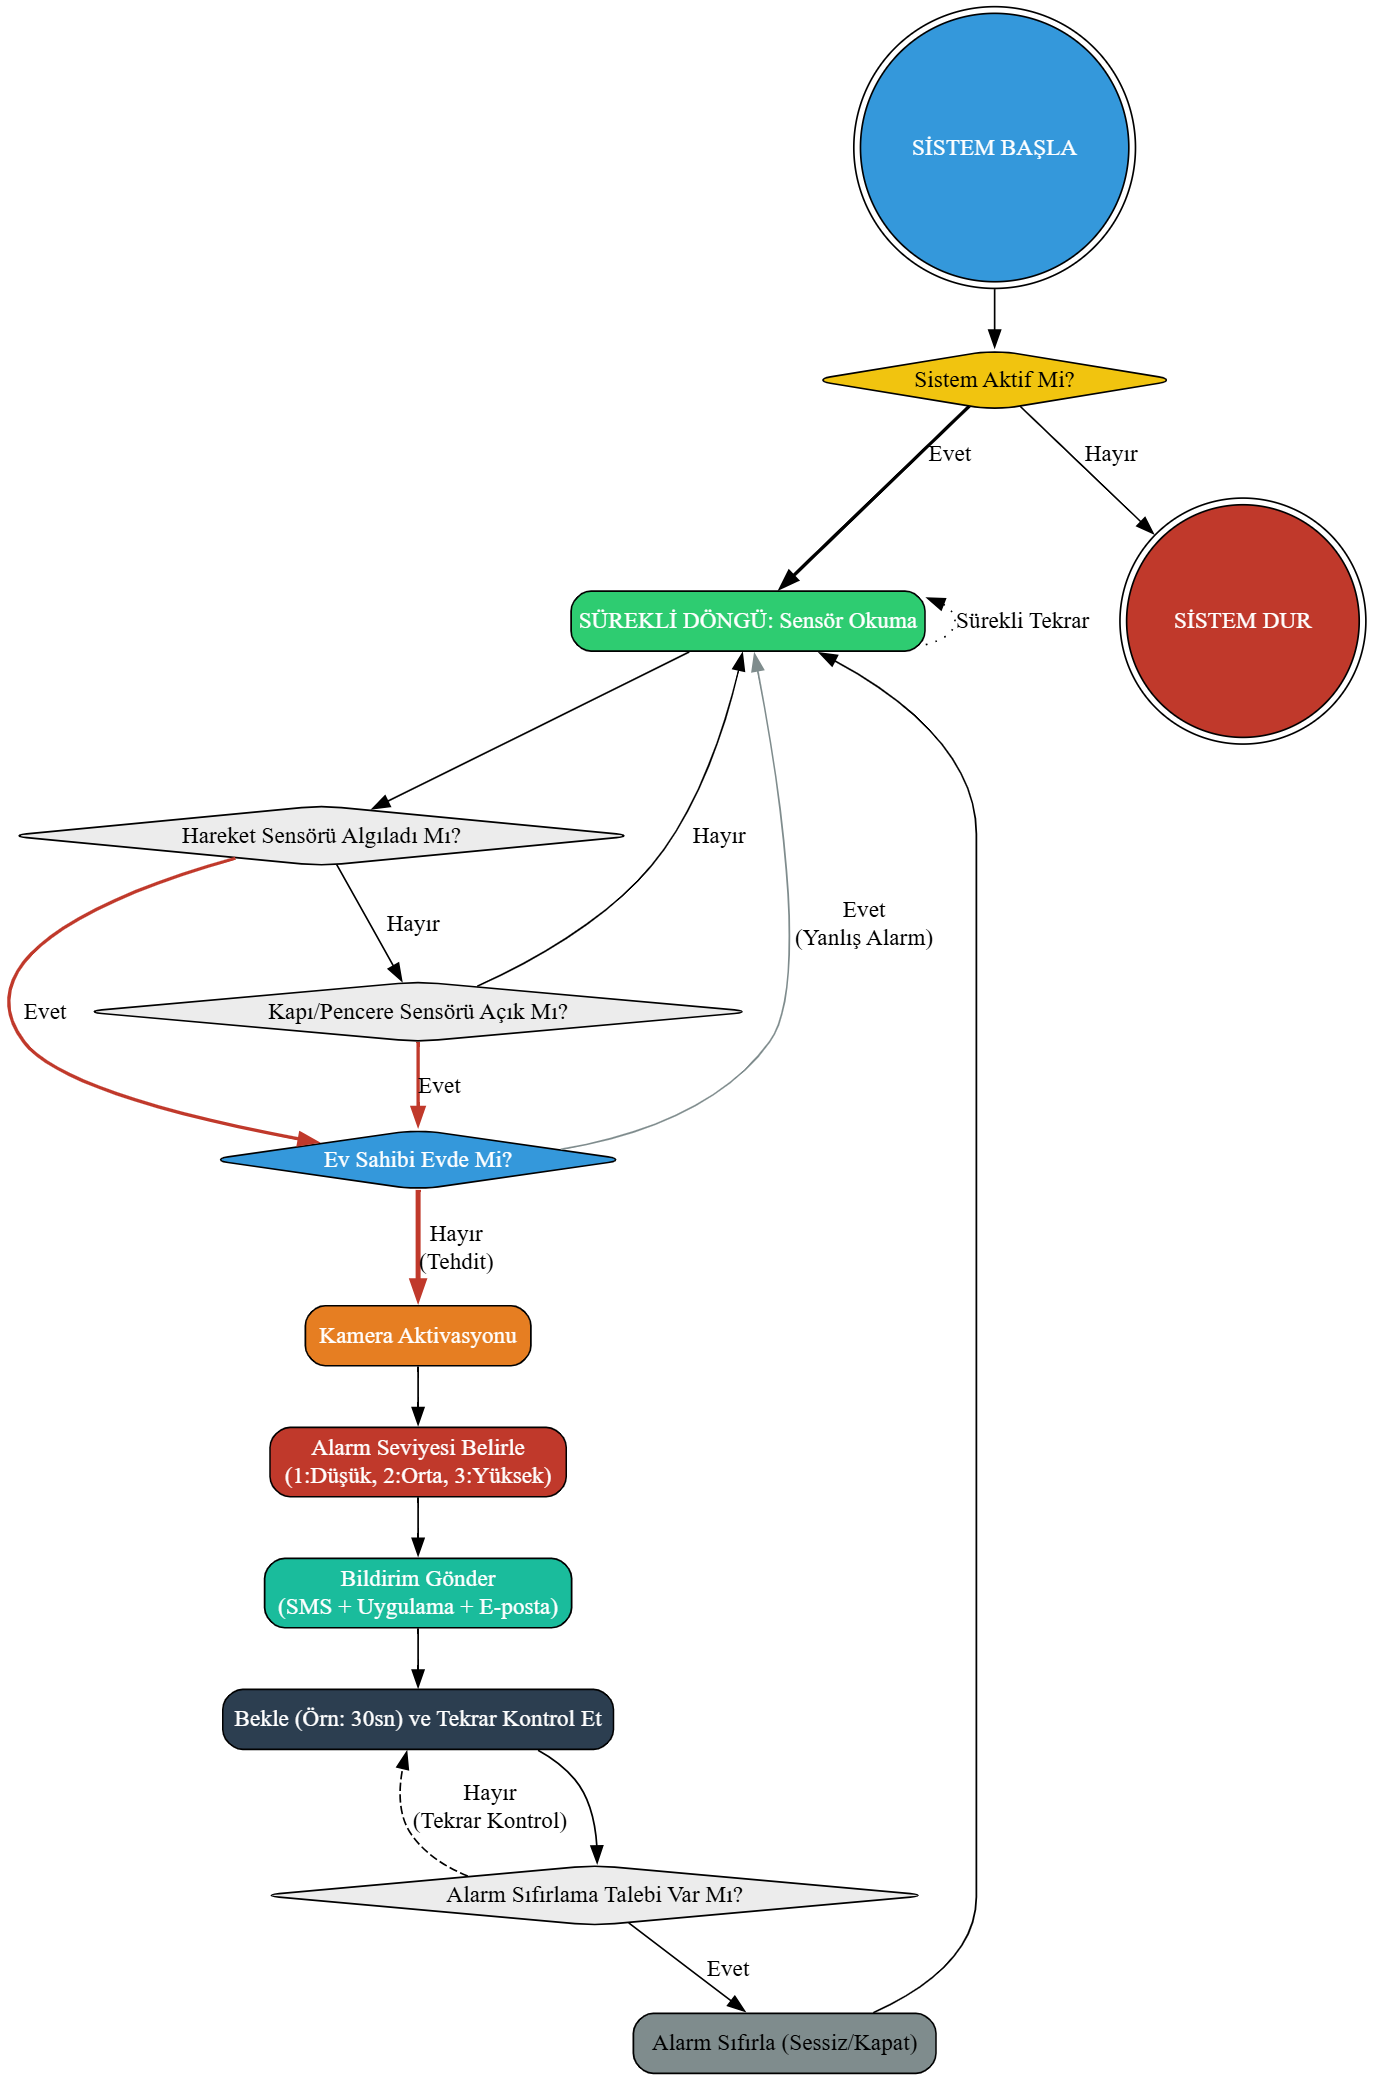 SİSTEM BAŞLA
Sistem Aktif Mi?
Evet
Hayır
SÜREKLİ DÖNGÜ: Sensör Okuma
Sürekli Tekrar
SİSTEM DUR
Hareket Sensörü Algıladı Mı?
Hayır
Hayır
Evet
(Yanlış Alarm)
Evet
Kapı/Pencere Sensörü Açık Mı?
Evet
Ev Sahibi Evde Mi?
Hayır
(Tehdit)
Kamera Aktivasyonu
Alarm Seviyesi Belirle
(1:Düşük, 2:Orta, 3:Yüksek)
Bildirim Gönder
(SMS + Uygulama + E-posta)
Bekle (Örn: 30sn) ve Tekrar Kontrol Et
Hayır
(Tekrar Kontrol)
Alarm Sıfırlama Talebi Var Mı?
Evet
Alarm Sıfırla (Sessiz/Kapat)